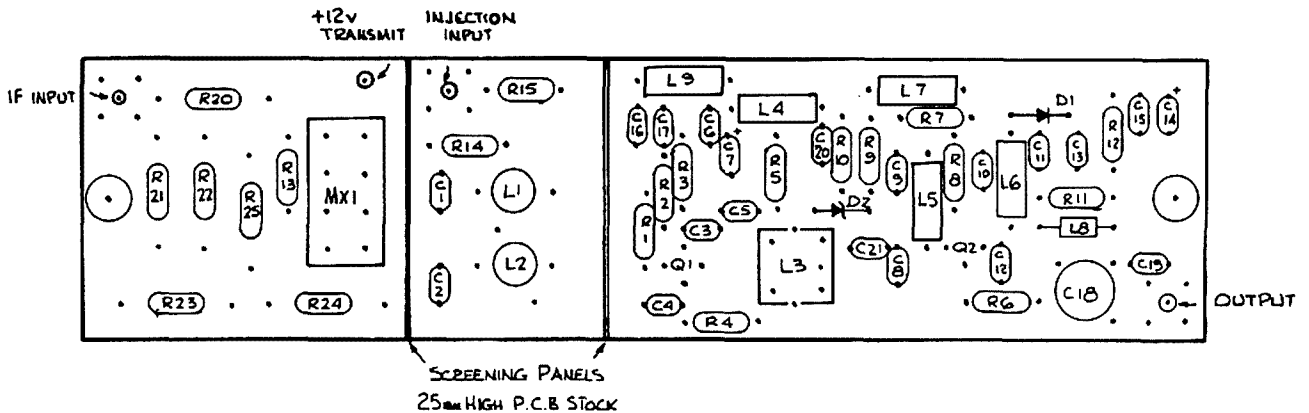 +12V
TRANSMIT
INJECTION
INPUT
IF INPUT
R20
R15
L9
L4
L7
D1
C16
C17
C6
C7
+
C20
R10
R9
R7
C15
C14
+
R12
C11
C13
R14
R21
R22
R25
R13
MX1
C1
L1
R1
R2
R3
R5
C9
L5
R8
C10
L6
R11
C3
C5
D2
L8
C2
L2
Q1
L3
C21
C8
Q2
C12
C18
C19
R23
R24
C4
R4
R6
OUTPUT
SCREENING PANELS
25mm HIGH P.C.B STOCK